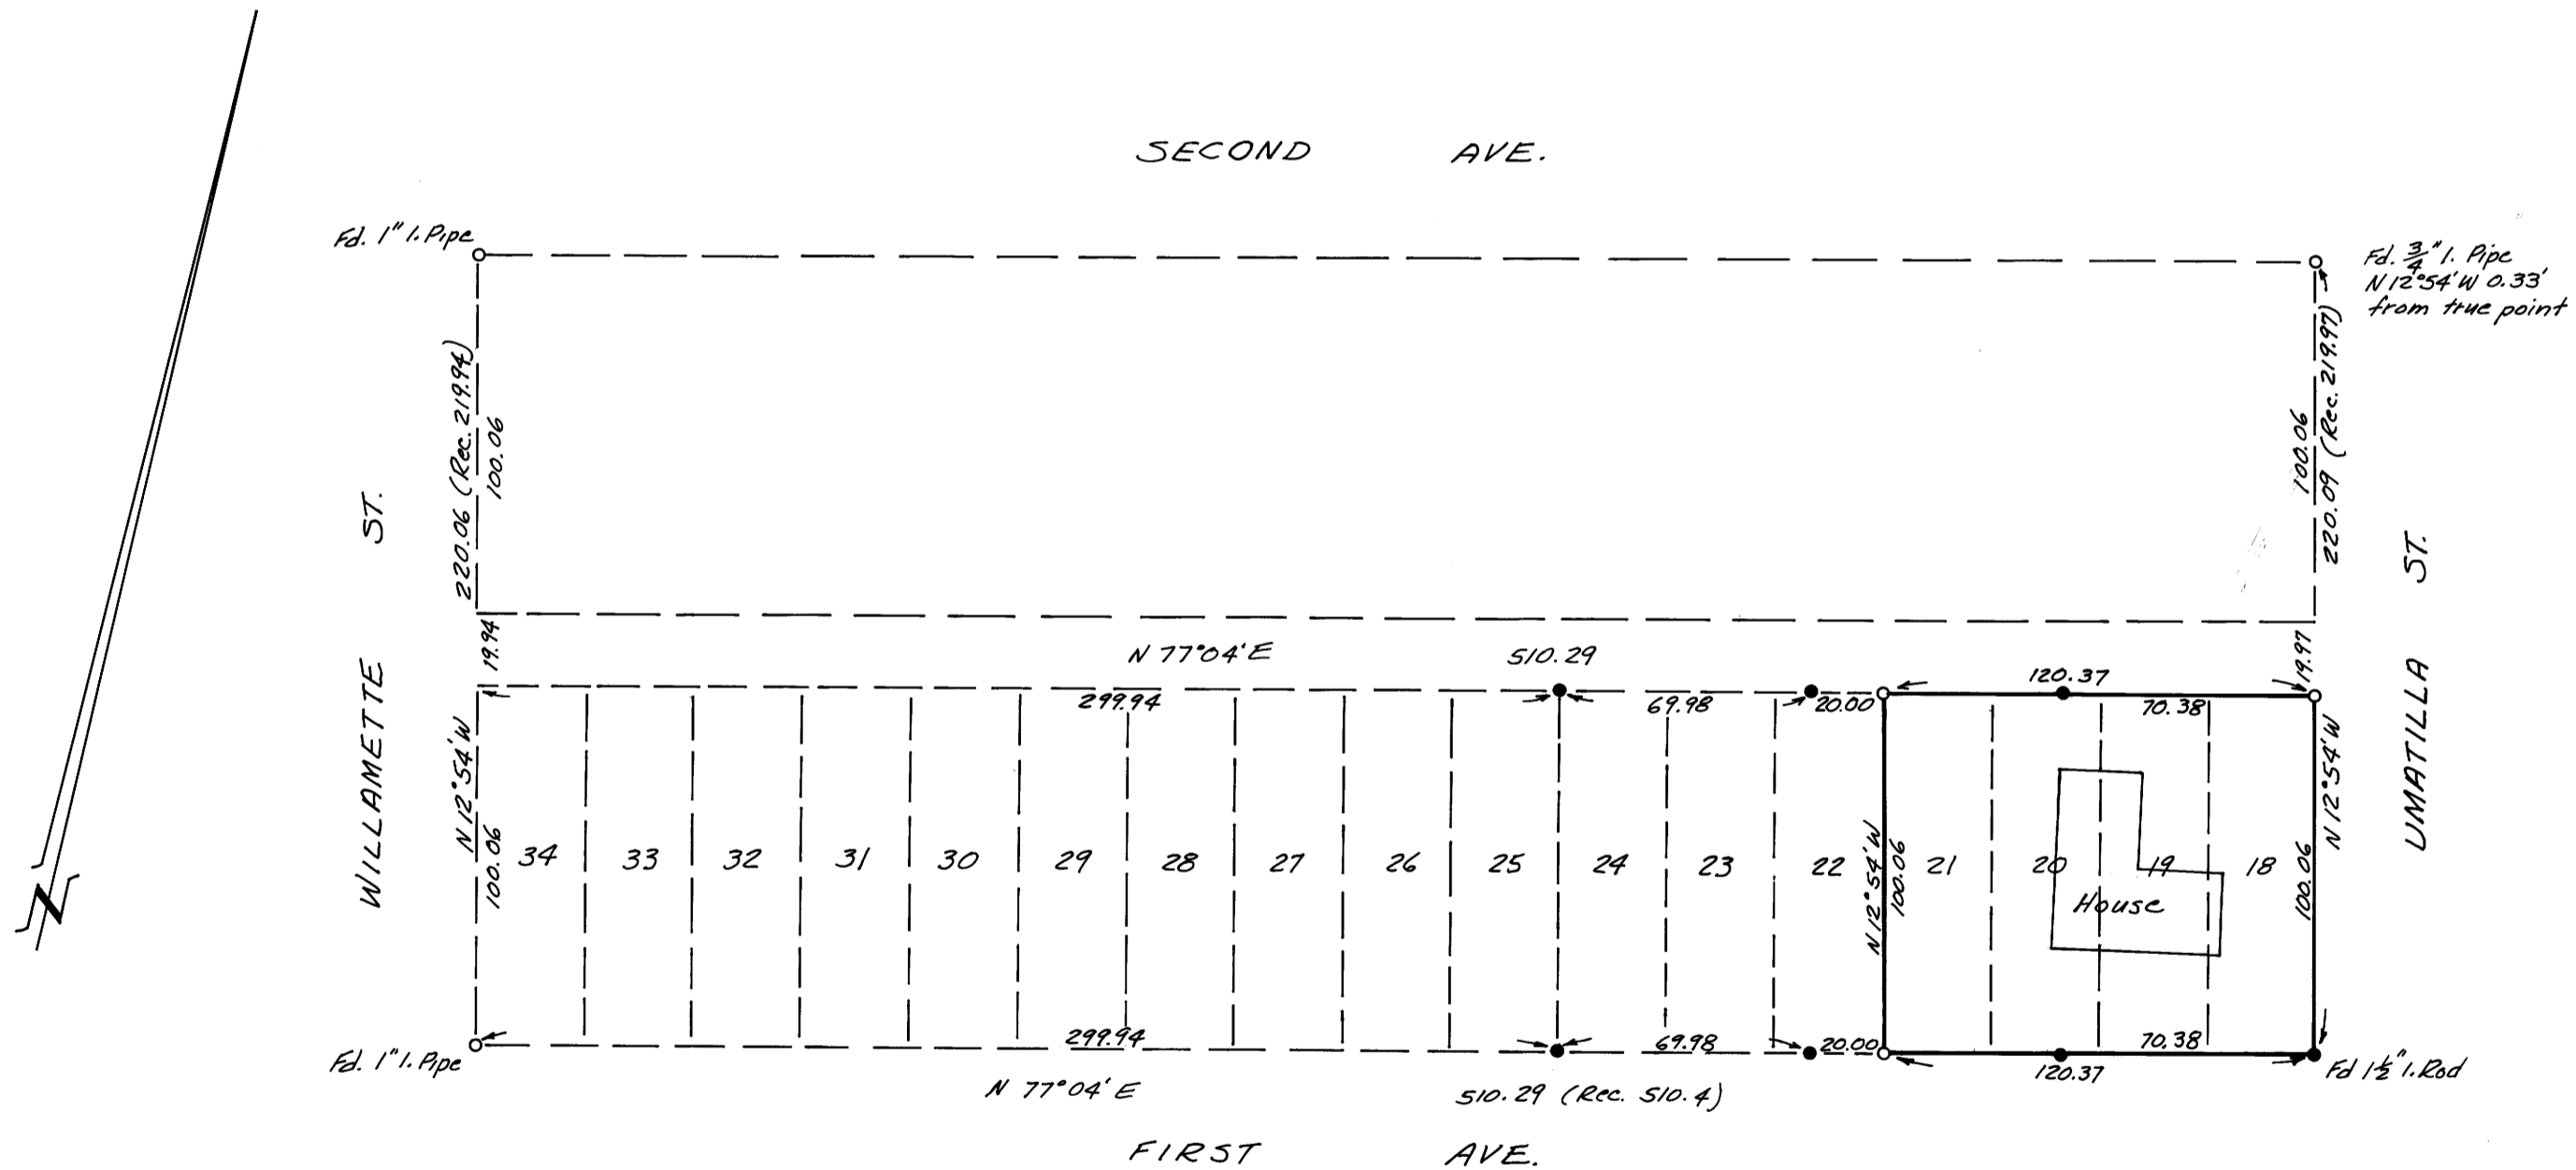 SECOND AVE.
Fd. 1" I. Pipe
Fd. 3/4" I. Pipe
N 12°54' W 0.33'
from true point
220.06 (Rec. 219.94)
100.06
100.06
220.09 (Rec. 219.97)
WILLAMETTE ST.
UMATILLA ST.
19.94
N 77°04' E
510.29
19.97
120.37
299.94
69.98
20.00
70.38
N 12°54' W
100.06
34
33
32
31
30
29
28
27
26
25
24
23
22
N 12°54' W
100.06
21
20
19
18
House
100.06
N 12°54' W
Fd. 1" I. Pipe
299.94
69.98
20.00
70.38
120.37
Fd 1 1/2" I. Rod
N 77°04' E
510.29 (Rec. 510.4)
FIRST AVE.
N